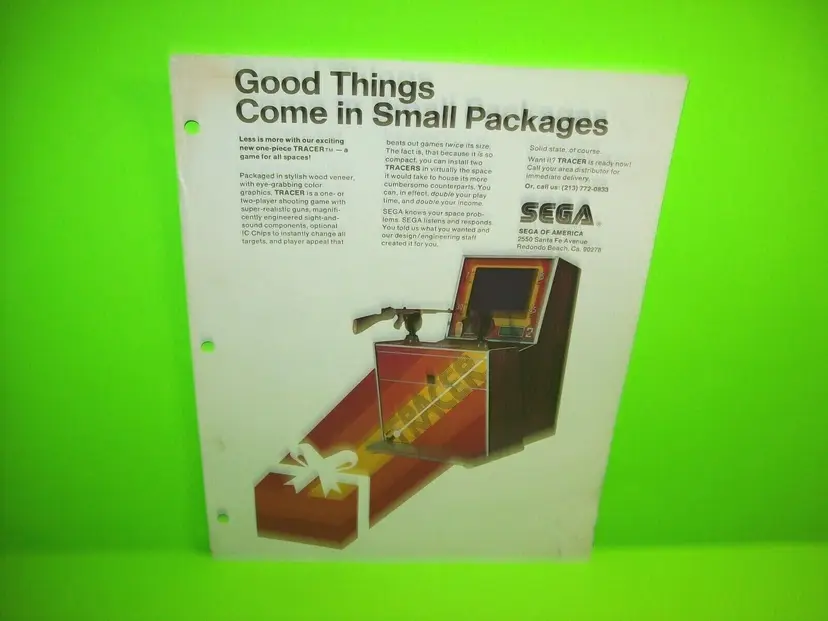 Good Things
Come in Small Packages
Less is more with our exciting
new one-piece TRACER™ — a
game for all spaces!
Packaged in stylish wood veneer,
with eye-grabbing color
graphics, TRACER is a one- or
two-player shooting game with
super-realistic guns, magnifi-
cently engineered sight-and-
sound components, optional
IC Chips to instantly change all
targets, and player appeal that
beats out games twice its size.
The fact is, that because it is so
compact, you can install two
TRACERS in virtually the space
it would take to house its more
cumbersome counterparts. You
can, in effect, double your play
time, and double your income.
SEGA knows your space prob-
lems. SEGA listens and responds.
You told us what you wanted and
our design/engineering staff
created it for you.
Solid state, of course.
Want it? TRACER is ready now!
Call your area distributor for
immediate delivery.
Or, call us: (213) 772-0833
SEGA®
SEGA OF AMERICA
2550 Santa Fe Avenue
Redondo Beach, Ca. 90278
TRACER